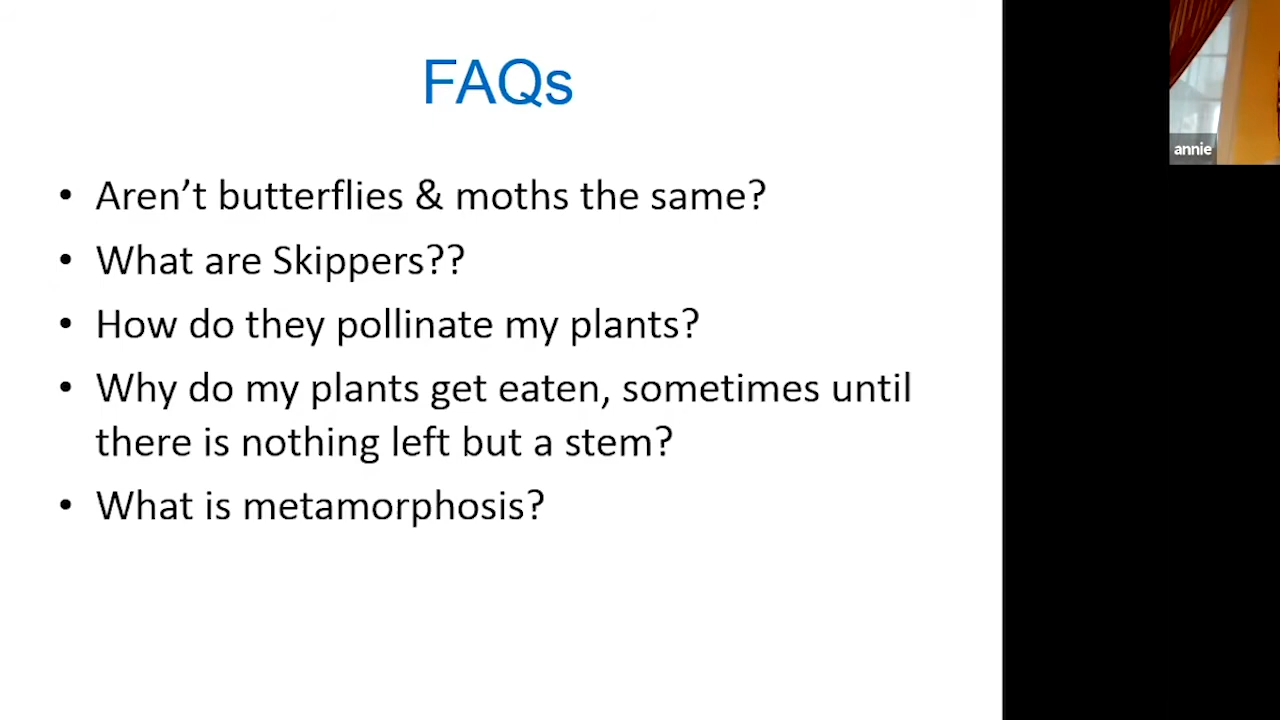 FAQs
• Aren’t butterflies & moths the same?
• What are Skippers??
• How do they pollinate my plants?
• Why do my plants get eaten, sometimes until
there is nothing left but a stem?
• What is metamorphosis?
annie